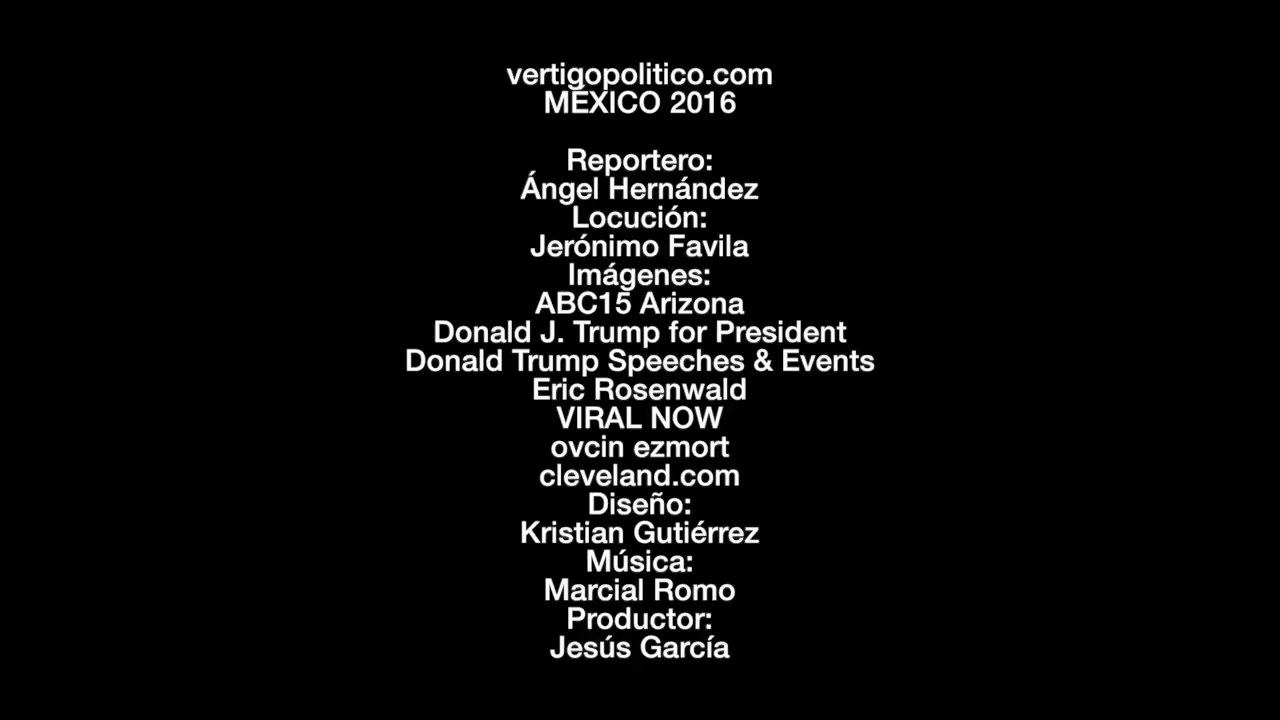 vertigopolitico.com
MÉXICO 2016
Reportero:
Ángel Hernández
Locución:
Jerónimo Favila
Imágenes:
ABC15 Arizona
Donald J. Trump for President
Donald Trump Speeches & Events
Eric Rosenwald
VIRAL NOW
ovcin ezmort
cleveland.com
Diseño:
Kristian Gutiérrez
Música:
Marcial Romo
Productor:
Jesús García